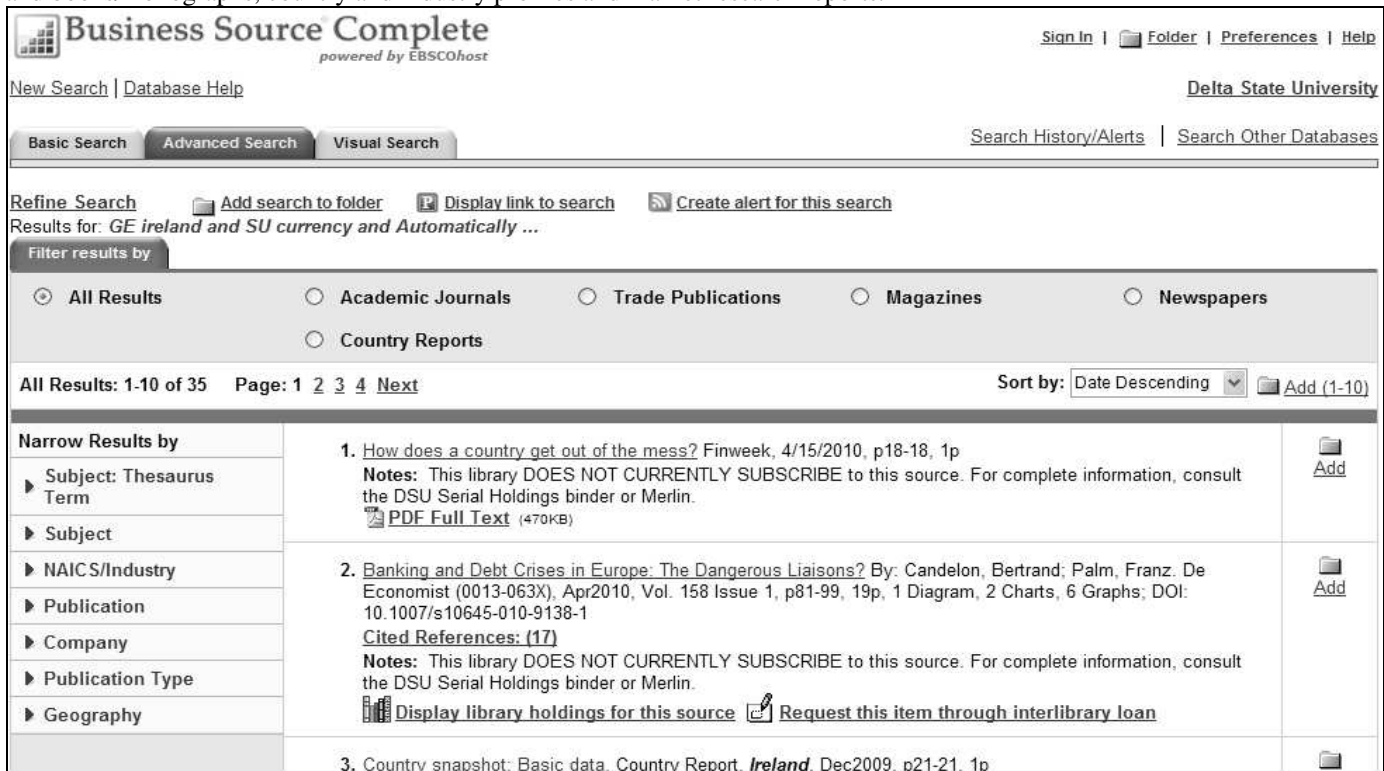 Business Source Complete
powered by EBSCOhost
Sign In | Folder | Preferences | Help
New Search | Database Help
Delta State University
Basic Search Advanced Search Visual Search
Search History/Alerts | Search Other Databases
Refine Search Add search to folder Display link to search Create alert for this search
Results for: GE ireland and SU currency and Automatically ...
Filter results by
All Results Academic Journals Trade Publications Magazines Newspapers
Country Reports
All Results: 1-10 of 35 Page: 1 2 3 4 Next Sort by: Date Descending Add (1-10)
Narrow Results by
Subject: Thesaurus
Term
Subject
NAICS/Industry
Publication
Company
Publication Type
Geography
1. How does a country get out of the mess? Finweek, 4/15/2010, p18-18, 1p
Notes: This library DOES NOT CURRENTLY SUBSCRIBE to this source. For complete information, consult
the DSU Serial Holdings binder or Merlin.
PDF Full Text (470KB)
Add
2. Banking and Debt Crises in Europe: The Dangerous Liaisons? By: Candelon, Bertrand; Palm, Franz. De
Economist (0013-063X), Apr2010, Vol. 158 Issue 1, p81-99, 19p, 1 Diagram, 2 Charts, 6 Graphs; DOI:
10.1007/s10645-010-9138-1
Cited References: (17)
Notes: This library DOES NOT CURRENTLY SUBSCRIBE to this source. For complete information, consult
the DSU Serial Holdings binder or Merlin.
Display library holdings for this source Request this item through interlibrary loan
Add
3. Country snapshot: Basic data. Country Report. Ireland, Dec2009, p21-21, 1p